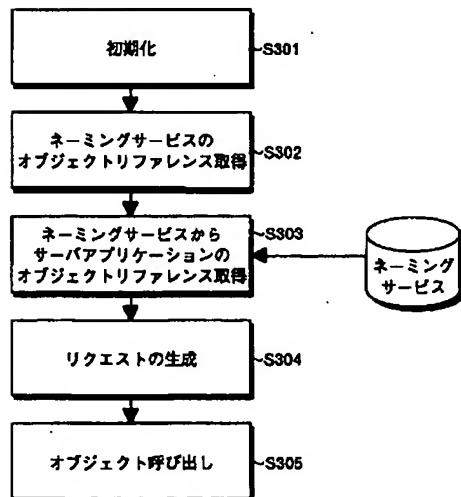 初期化
S301
ネーミングサービスの
オブジェクトリファレンス取得
S302
ネーミングサービスから
サーバアプリケーションの
オブジェクトリファレンス取得
S303
ネーミング
サービス
リクエストの生成
S304
オブジェクト呼び出し
S305